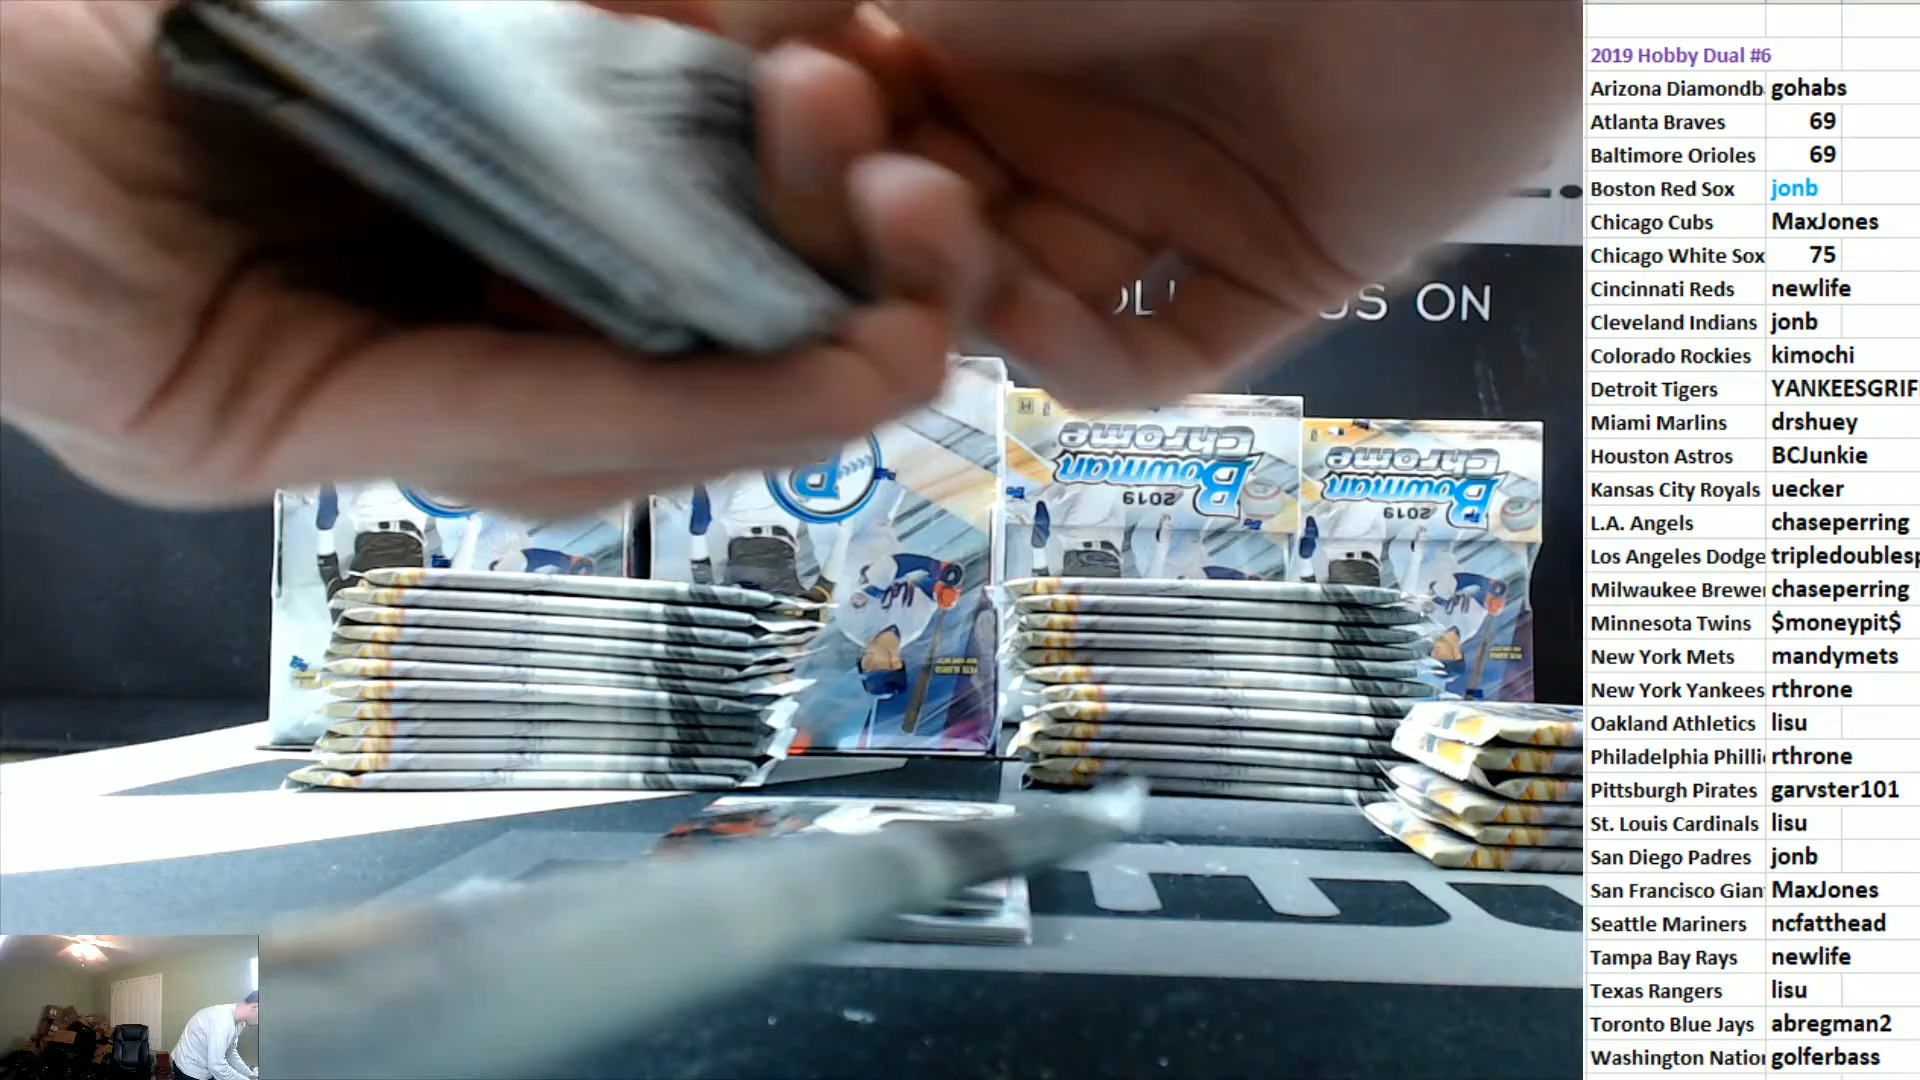 2019 Hobby Dual #6
Arizona Diamondb gohabs
Atlanta Braves 69
Baltimore Orioles 69
Boston Red Sox jonb
Chicago Cubs MaxJones
Chicago White Sox 75
Cincinnati Reds newlife
Cleveland Indians jonb
Colorado Rockies kimochi
Detroit Tigers YANKEESGRIF
Miami Marlins drshuey
Houston Astros BCJunkie
Kansas City Royals uecker
L.A. Angels chaseperring
Los Angeles Dodge tripledoublesp
Milwaukee Brewer chaseperring
Minnesota Twins $moneypit$
New York Mets mandymets
New York Yankees rthrone
Oakland Athletics lisu
Philadelphia Philli rthrone
Pittsburgh Pirates garvster101
St. Louis Cardinals lisu
San Diego Padres jonb
San Francisco Gian MaxJones
Seattle Mariners ncfatthead
Tampa Bay Rays newlife
Texas Rangers lisu
Toronto Blue Jays abregman2
Washington Nation golferbass
US ON
2019 Bowman Chrome
2019 Bowman Chrome